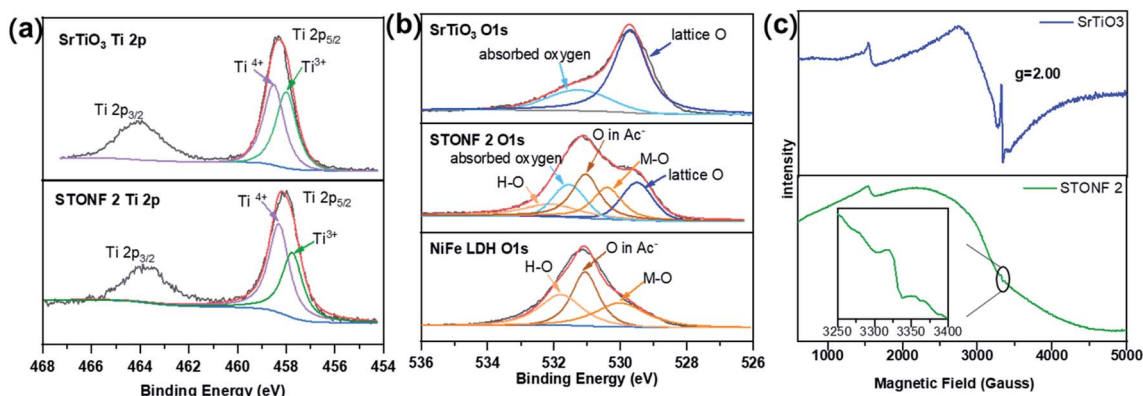 (a)
SrTiO₃ Ti 2p
Ti 2p₅/₂
Ti ⁴⁺
Ti³⁺
Ti 2p₃/₂
STONF 2 Ti 2p
Ti 2p₅/₂
Ti ⁴⁺
Ti³⁺
Ti 2p₃/₂
468 466 464 462 460 458 456 454
Binding Energy (eV)
(b)
SrTiO₃ O1s
absorbed oxygen
lattice O
STONF 2 O1s
O in Ac⁻
absorbed oxygen
M-O
H-O
lattice O
NiFe LDH O1s
O in Ac⁻
H-O
M-O
536 534 532 530 528 526
Binding Energy (eV)
(c)
SrTiO3
g=2.00
intensity
STONF 2
3250 3300 3350 3400
1000 2000 3000 4000 5000
Magnetic Field (Gauss)